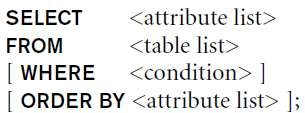 SELECT <attribute list>
FROM <table list>
[ WHERE <condition> ]
[ ORDER BY <attribute list> ];